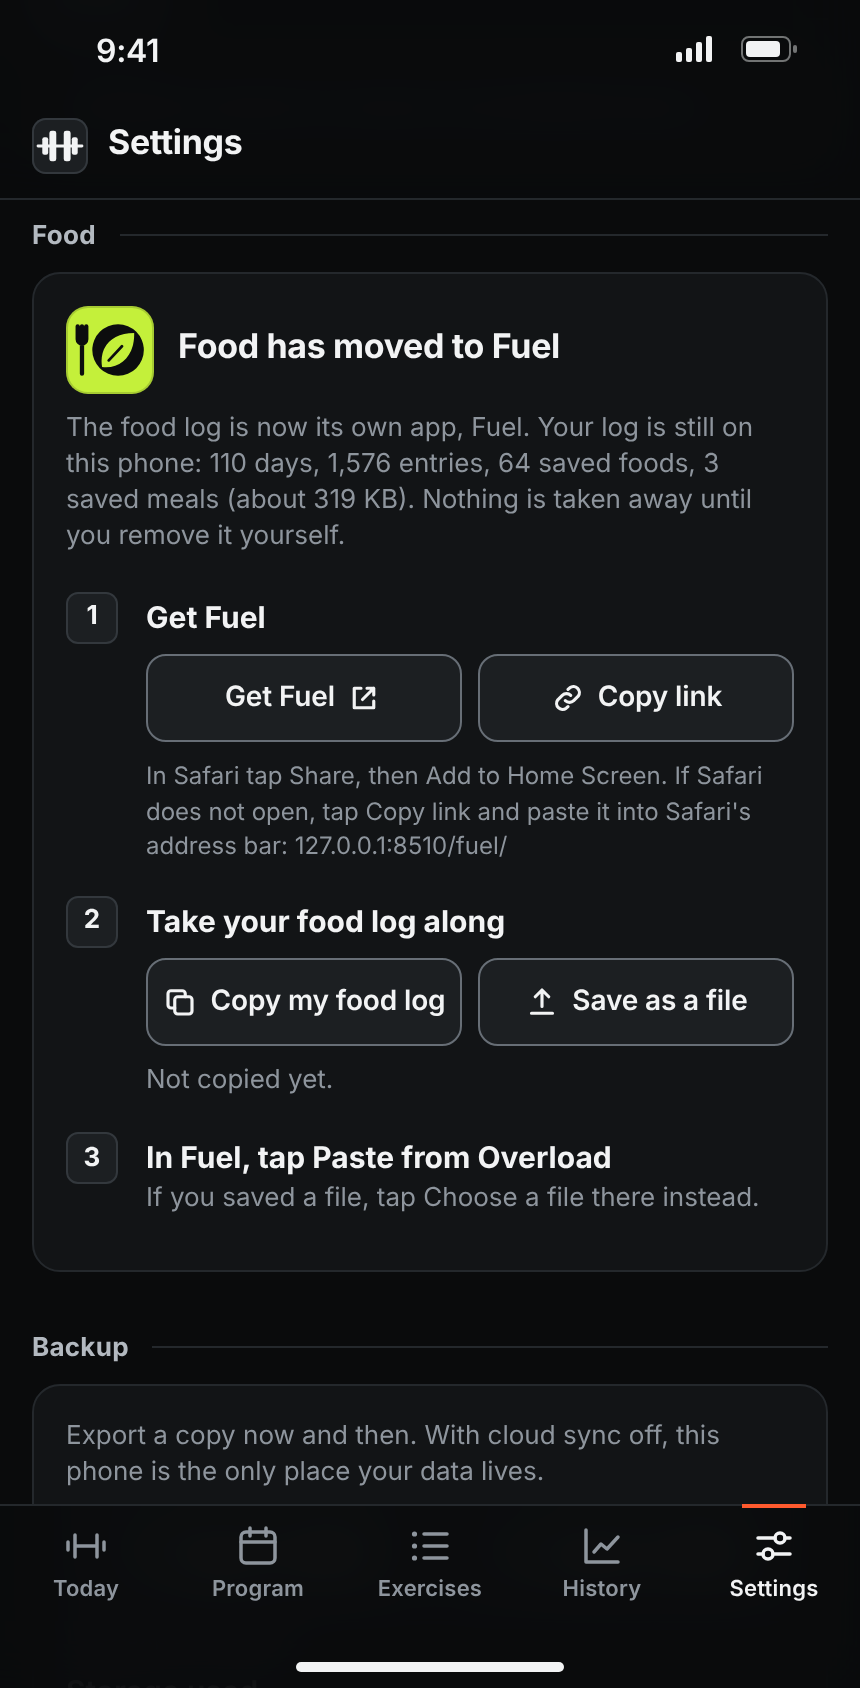 9:41
Settings
Food
Food has moved to Fuel
The food log is now its own app, Fuel. Your log is still on
this phone: 110 days, 1,576 entries, 64 saved foods, 3
saved meals (about 319 KB). Nothing is taken away until
you remove it yourself.
1 Get Fuel
Get Fuel Copy link
In Safari tap Share, then Add to Home Screen. If Safari
does not open, tap Copy link and paste it into Safari's
address bar: 127.0.0.1:8510/fuel/
2 Take your food log along
Copy my food log Save as a file
Not copied yet.
3 In Fuel, tap Paste from Overload
If you saved a file, tap Choose a file there instead.
Backup
Export a copy now and then. With cloud sync off, this
phone is the only place your data lives.
Today Program Exercises History Settings